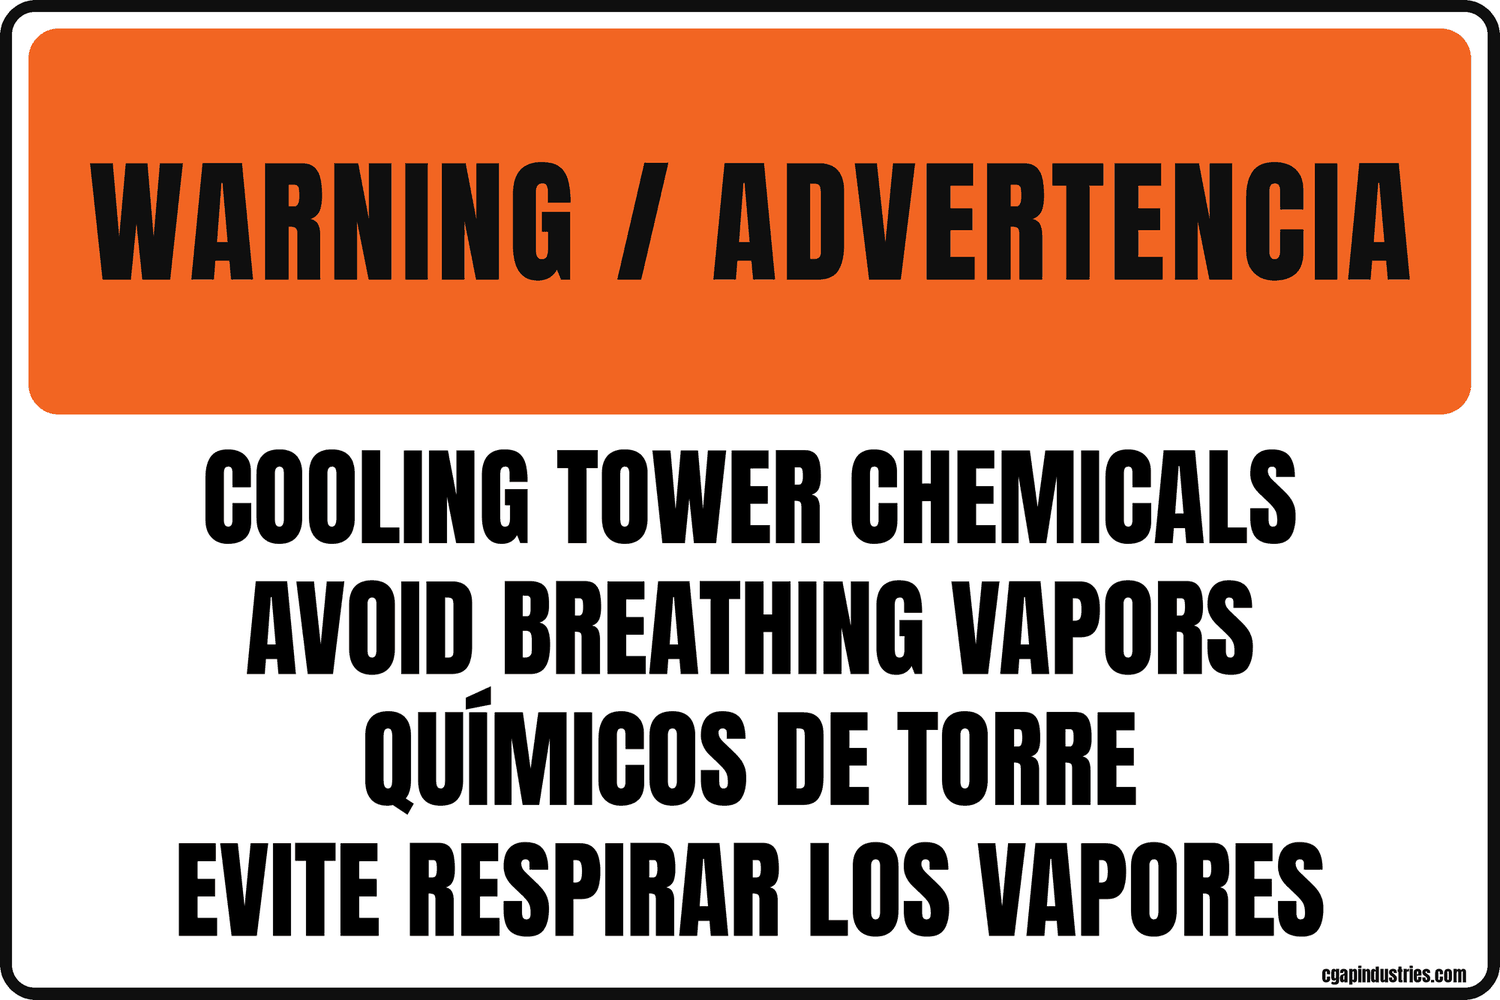 WARNING / ADVERTENCIA
COOLING TOWER CHEMICALS
AVOID BREATHING VAPORS
QUÍMICOS DE TORRE
EVITE RESPIRAR LOS VAPORES
cgapindustries.com